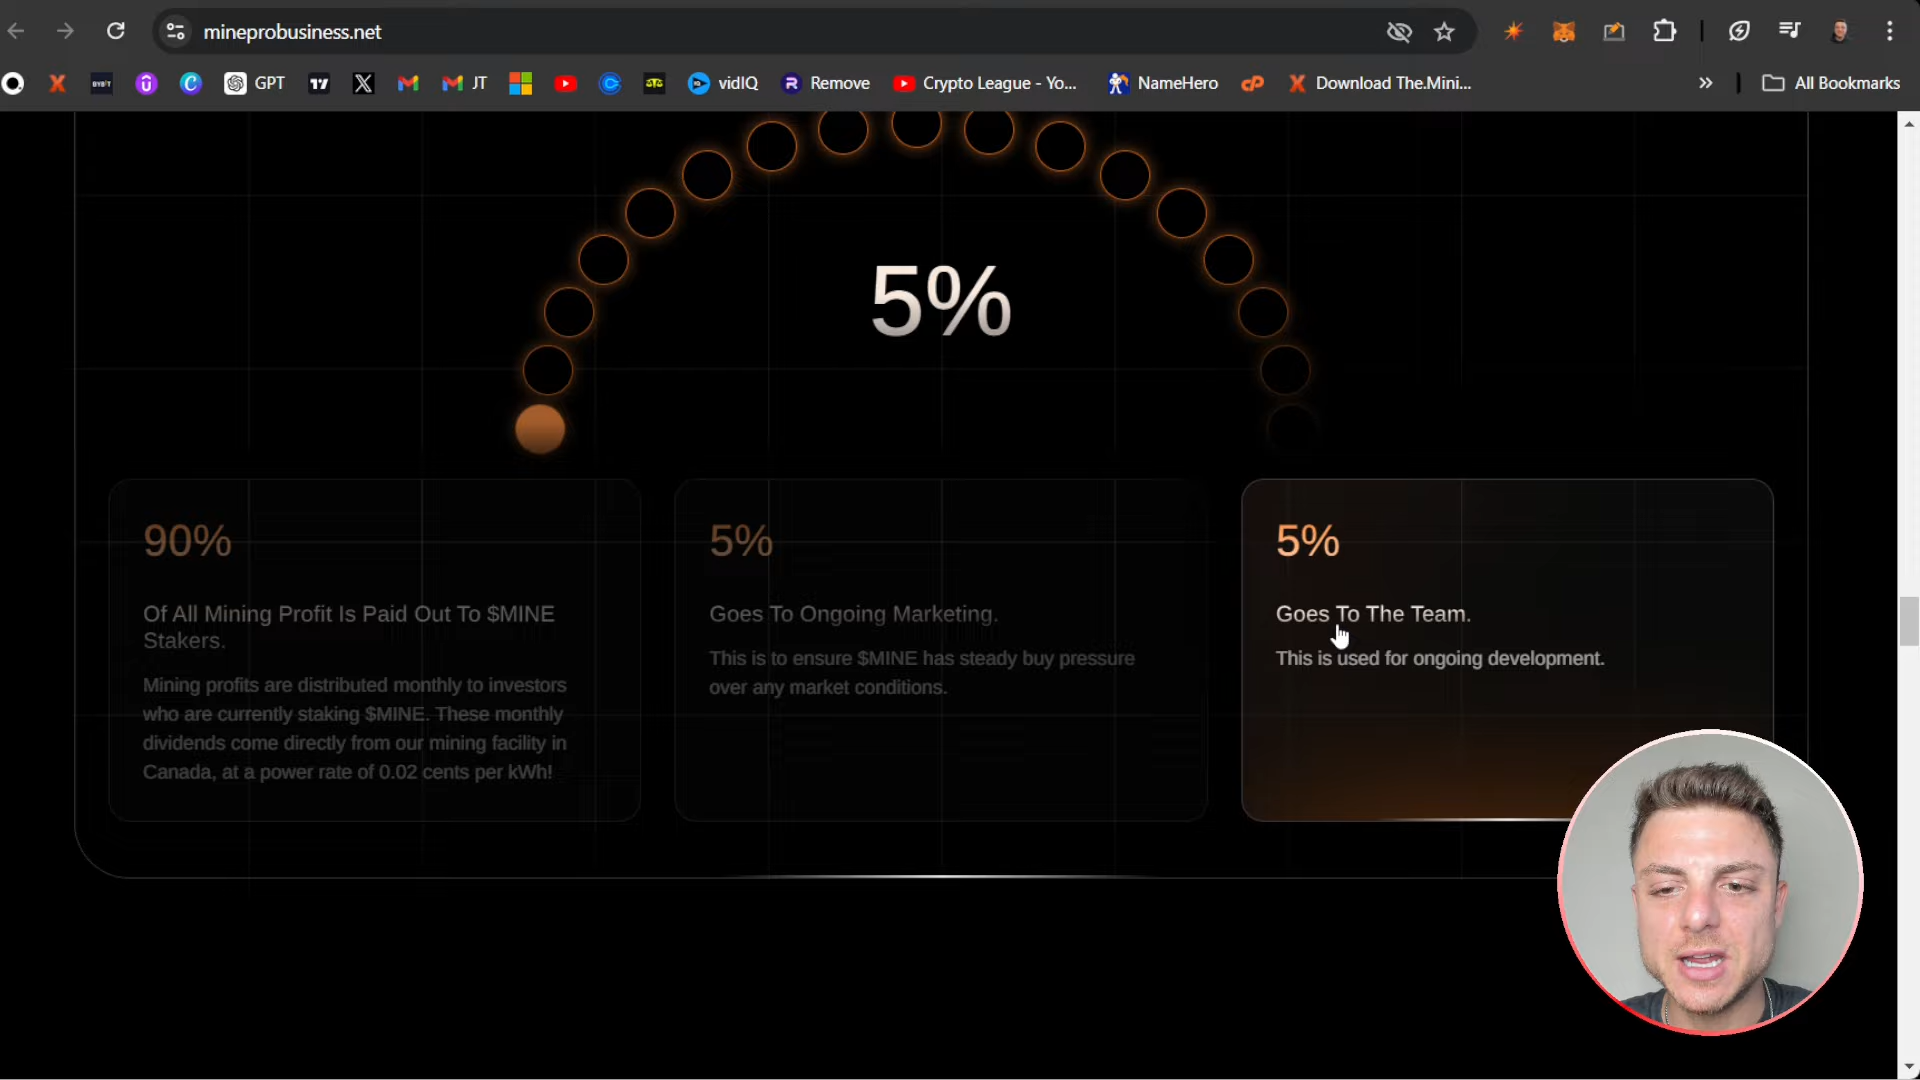 mineprobusiness.net
BYBIT
GPT
JT
vidIQ
Remove
Crypto League - Yo...
NameHero
Download The.Mini...
All Bookmarks
5%
90%
Of All Mining Profit Is Paid Out To $MINE
Stakers.
Mining profits are distributed monthly to investors
who are currently staking $MINE. These monthly
dividends come directly from our mining facility in
Canada, at a power rate of 0.02 cents per kWh!
5%
Goes To Ongoing Marketing.
This is to ensure $MINE has steady buy pressure
over any market conditions.
5%
Goes To The Team.
This is used for ongoing development.